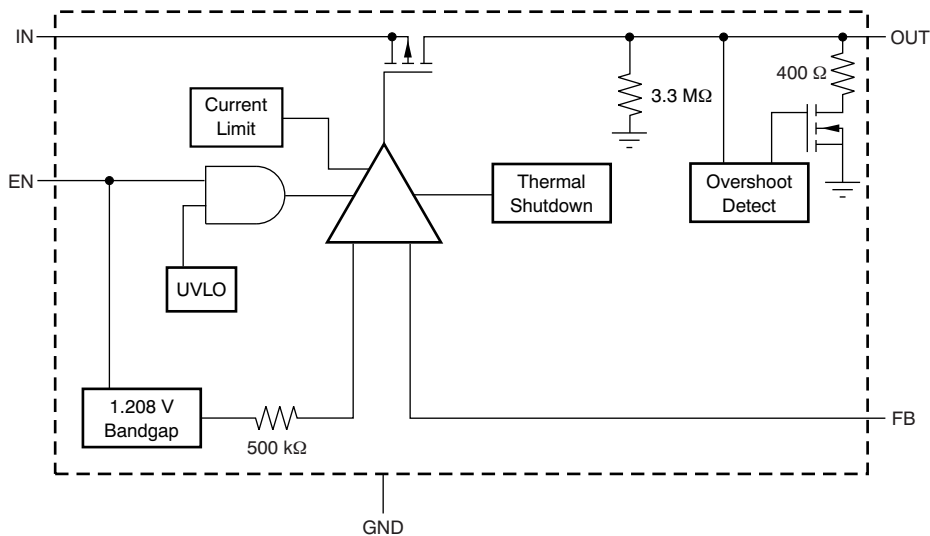 IN
OUT
400 Ω
3.3 MΩ
Current
Limit
EN
Thermal
Shutdown
Overshoot
Detect
UVLO
1.208 V
Bandgap
500 kΩ
FB
GND